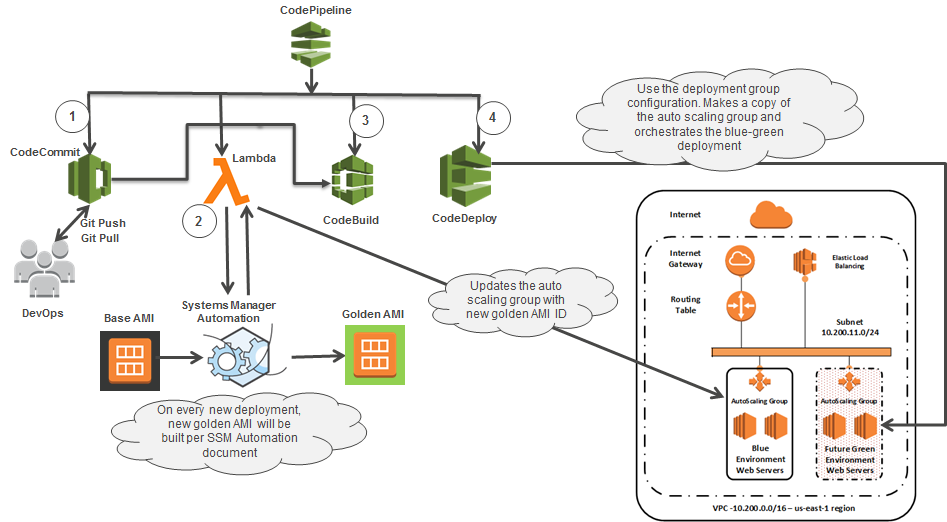 CodePipeline
1
3
4
Use the deployment group
configuration. Makes a copy of
the auto scaling group and
orchestrates the blue-green
deployment
CodeCommit
Lambda
CodeBuild
CodeDeploy
2
Git Push
Git Pull
DevOps
Internet
Internet
Gateway
Elastic Load
Balancing
Routing
Table
Subnet
10.200.11.0/24
Updates the auto
scaling group with
new golden AMI ID
Systems Manager
Automation
Base AMI
Golden AMI
On every new deployment,
new golden AMI will be
built per SSM Automation
document
AutoScaling Group
Blue
Environment
Web Servers
AutoScaling Group
Future Green
Environment
Web Servers
VPC -10.200.0.0/16 – us-east-1 region